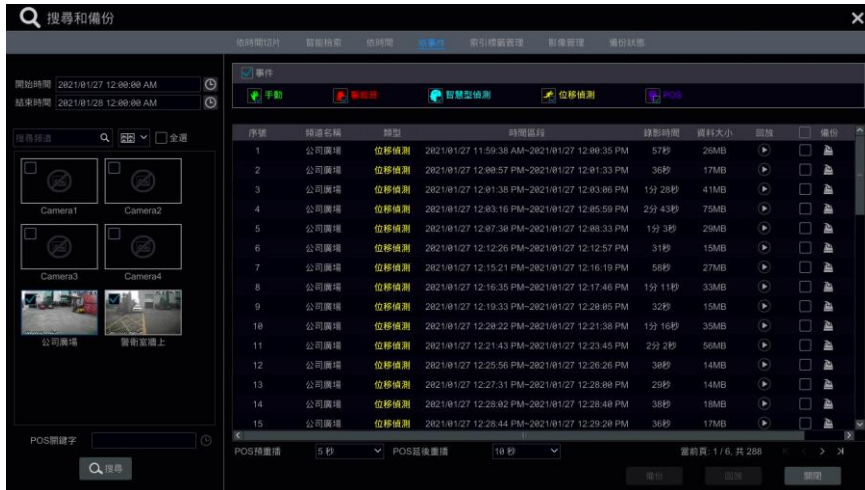 搜尋和備份
依時間切片 智能檢索 依時間 依事件 索引標籤管理 影像管理 備份狀態
開始時間 2021/01/27 12:00:00 AM
結束時間 2021/01/28 12:00:00 AM
搜尋頻道 全選
Camera1 Camera2
Camera3 Camera4
公司廣場 警衛室牆上
POS關鍵字
搜尋
事件
手動 感應器 智慧型偵測 位移偵測 POS
序號 頻道名稱 類型 時間區段 錄影時間 資料大小 回放 備份
1 公司廣場 位移偵測 2021/01/27 11:59:38 AM~2021/01/27 12:00:35 PM 57秒 26MB
2 公司廣場 位移偵測 2021/01/27 12:00:57 PM~2021/01/27 12:01:33 PM 36秒 17MB
3 公司廣場 位移偵測 2021/01/27 12:01:38 PM~2021/01/27 12:03:06 PM 1分 28秒 41MB
4 公司廣場 位移偵測 2021/01/27 12:03:16 PM~2021/01/27 12:05:59 PM 2分 43秒 75MB
5 公司廣場 位移偵測 2021/01/27 12:07:30 PM~2021/01/27 12:08:33 PM 1分 3秒 29MB
6 公司廣場 位移偵測 2021/01/27 12:12:26 PM~2021/01/27 12:12:57 PM 31秒 15MB
7 公司廣場 位移偵測 2021/01/27 12:15:21 PM~2021/01/27 12:16:19 PM 58秒 27MB
8 公司廣場 位移偵測 2021/01/27 12:16:35 PM~2021/01/27 12:17:46 PM 1分 11秒 33MB
9 公司廣場 位移偵測 2021/01/27 12:19:33 PM~2021/01/27 12:20:05 PM 32秒 15MB
10 公司廣場 位移偵測 2021/01/27 12:20:22 PM~2021/01/27 12:21:38 PM 1分 16秒 35MB
11 公司廣場 位移偵測 2021/01/27 12:21:43 PM~2021/01/27 12:23:45 PM 2分 2秒 56MB
12 公司廣場 位移偵測 2021/01/27 12:25:56 PM~2021/01/27 12:26:26 PM 30秒 14MB
13 公司廣場 位移偵測 2021/01/27 12:27:31 PM~2021/01/27 12:28:00 PM 29秒 14MB
14 公司廣場 位移偵測 2021/01/27 12:28:02 PM~2021/01/27 12:28:40 PM 38秒 18MB
15 公司廣場 位移偵測 2021/01/27 12:28:44 PM~2021/01/27 12:29:20 PM 36秒 17MB
POS預重播 5 秒 POS延後重播 10 秒 當前頁: 1 / 6, 共 288
備份 回放 關閉